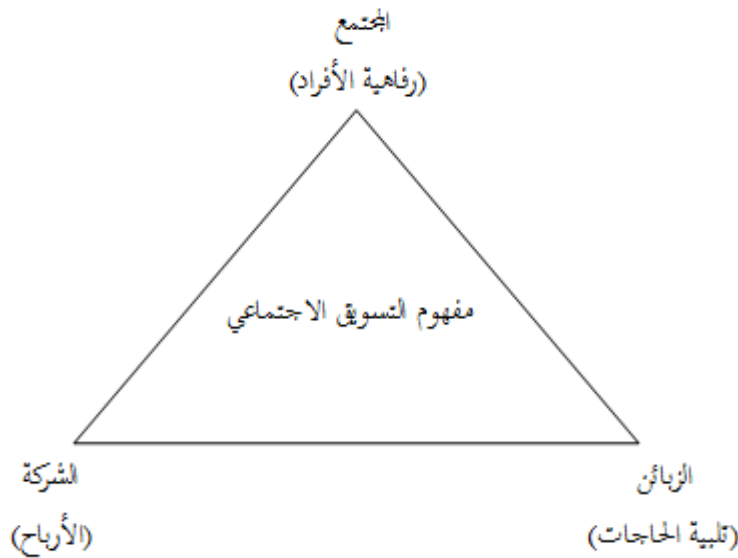 المجتمع
(رفاهية الأفراد)
مفهوم التسويق الاجتماعي
الشركة
(الأرباح)
الزبائن
(تلبية الحاجات)